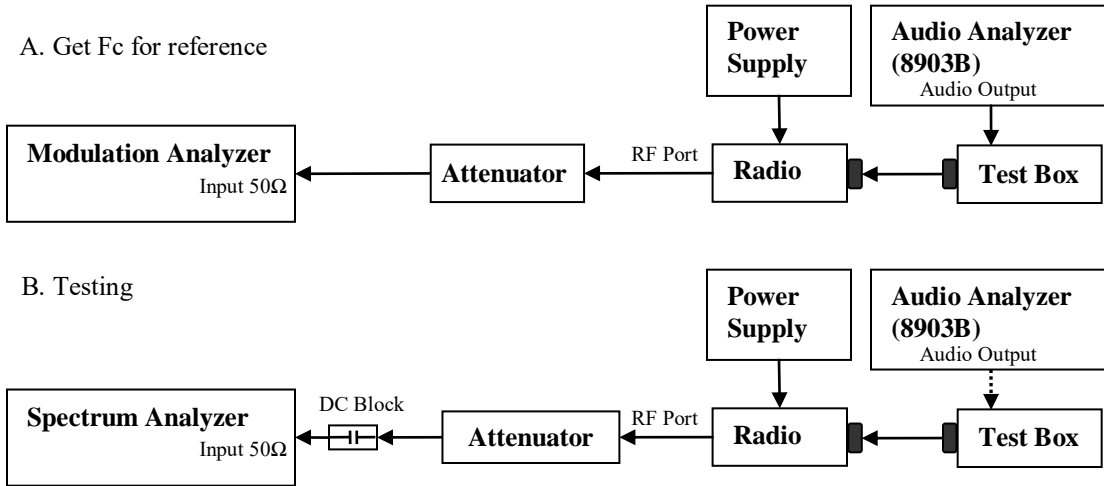 A. Get Fc for reference
Power
Supply
Audio Analyzer
(8903B)
Audio Output
Modulation Analyzer
Input 50Ω
Attenuator
RF Port
Radio
Test Box
B. Testing
Power
Supply
Audio Analyzer
(8903B)
Audio Output
Spectrum Analyzer
Input 50Ω
DC Block
Attenuator
RF Port
Radio
Test Box